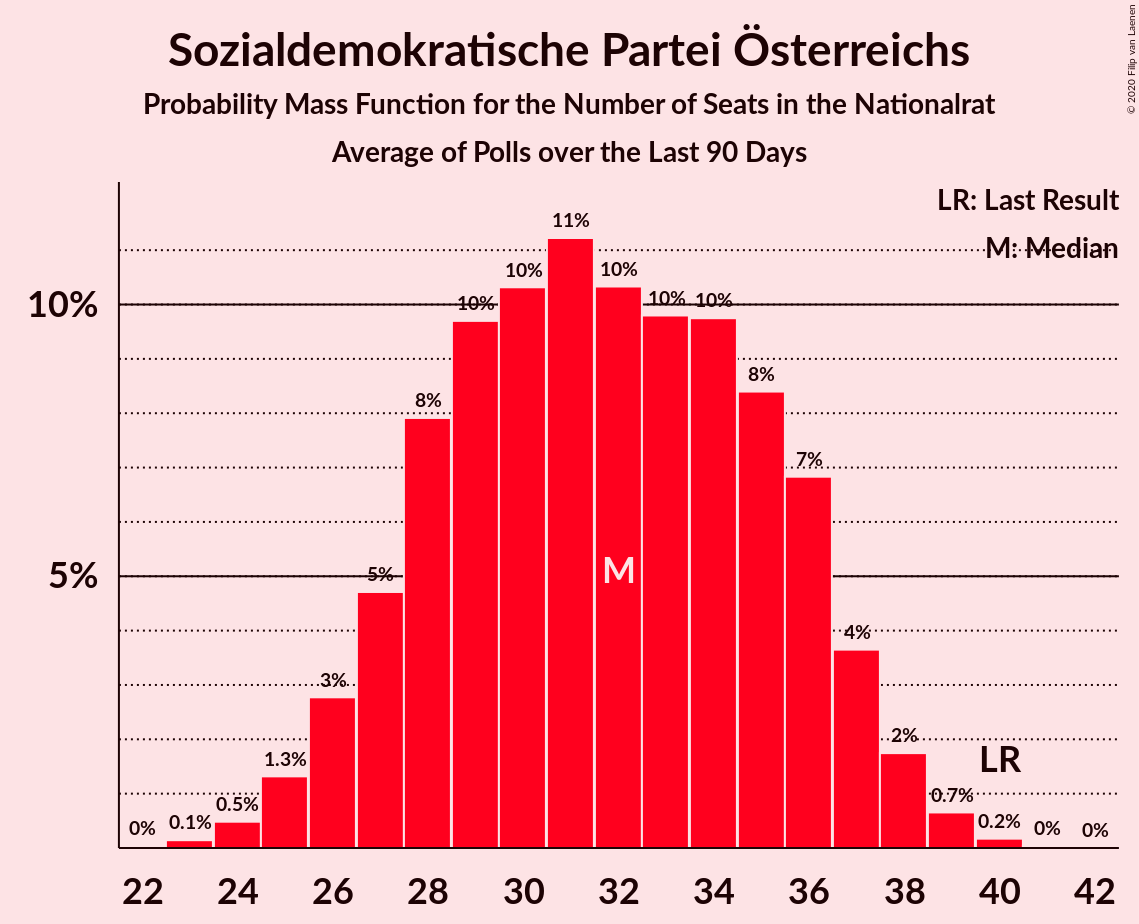 Sozialdemokratische Partei Österreichs
Probability Mass Function for the Number of Seats in the Nationalrat
Average of Polls over the Last 90 Days
© 2020 Filip van Laenen
LR: Last Result
M: Median
10%
5%
0% 0.1% 0.5% 1.3% 3% 5% 8% 10% 10% 11% 10% 10% 10% 8% 7% 4% 2% 0.7% 0.2% 0% 0%
M
LR
22 24 26 28 30 32 34 36 38 40 42